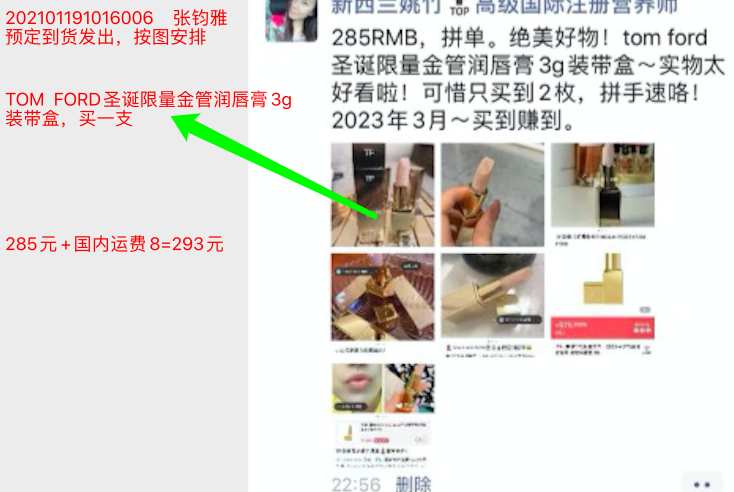 202101191016006 张钧雅
预定到货发出，按图安排
TOM FORD圣诞限量金管润唇膏3g
装带盒，买一支
285元+国内运费8=293元
新西兰姚竹 TOP 高级国际注册营养师
285RMB，拼单。绝美好物！tom ford
圣诞限量金管润唇膏3g装带盒～实物太
好看啦！可惜只买到2枚，拼手速咯！
2023年3月～买到赚到。
22:56 删除